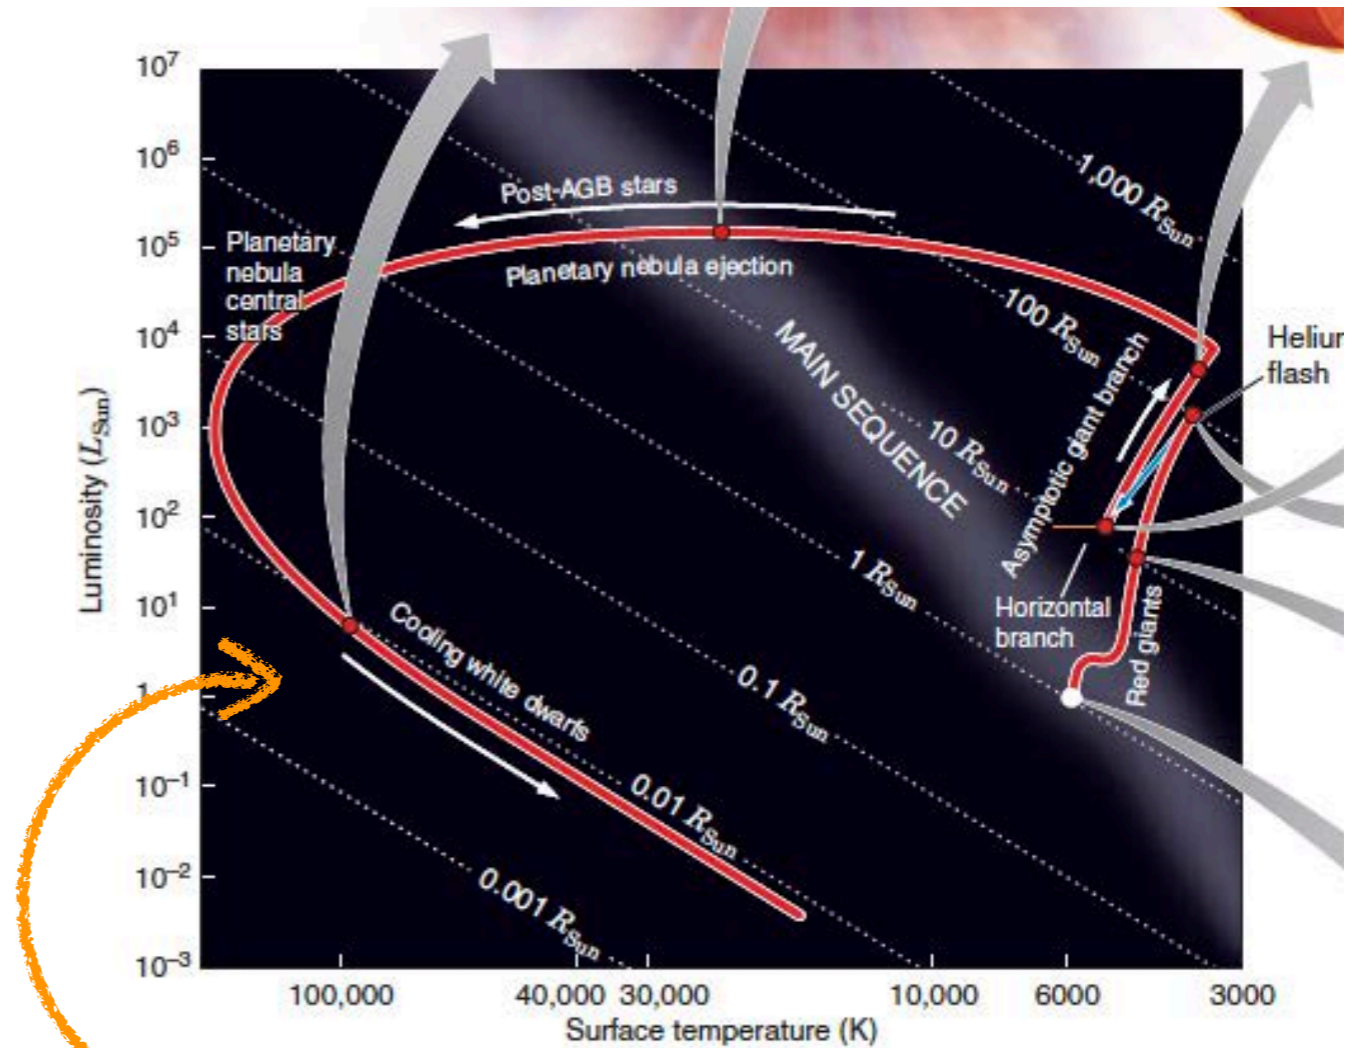 10⁷
10⁶
10⁵
10⁴
10³
10²
10¹
1
10⁻¹
10⁻²
10⁻³
Luminosity (L_Sun)
100,000
40,000
30,000
10,000
6000
3000
Surface temperature (K)
Post-AGB stars
Planetary nebula ejection
Planetary
nebula
central
stars
MAIN SEQUENCE
1,000 R_Sun
100 R_Sun
10 R_Sun
1 R_Sun
0.1 R_Sun
0.01 R_Sun
0.001 R_Sun
Asymptotic giant branch
Heliu
flash
Horizontal
branch
Red giants
Cooling white dwarfs